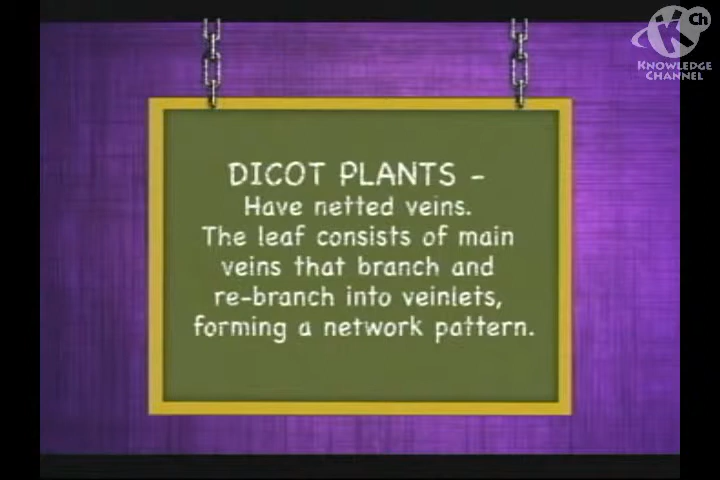 Ch
K
KNOWLEDGE
CHANNEL
DICOT PLANTS –
Have netted veins.
The leaf consists of main
veins that branch and
re-branch into veinlets,
forming a network pattern.